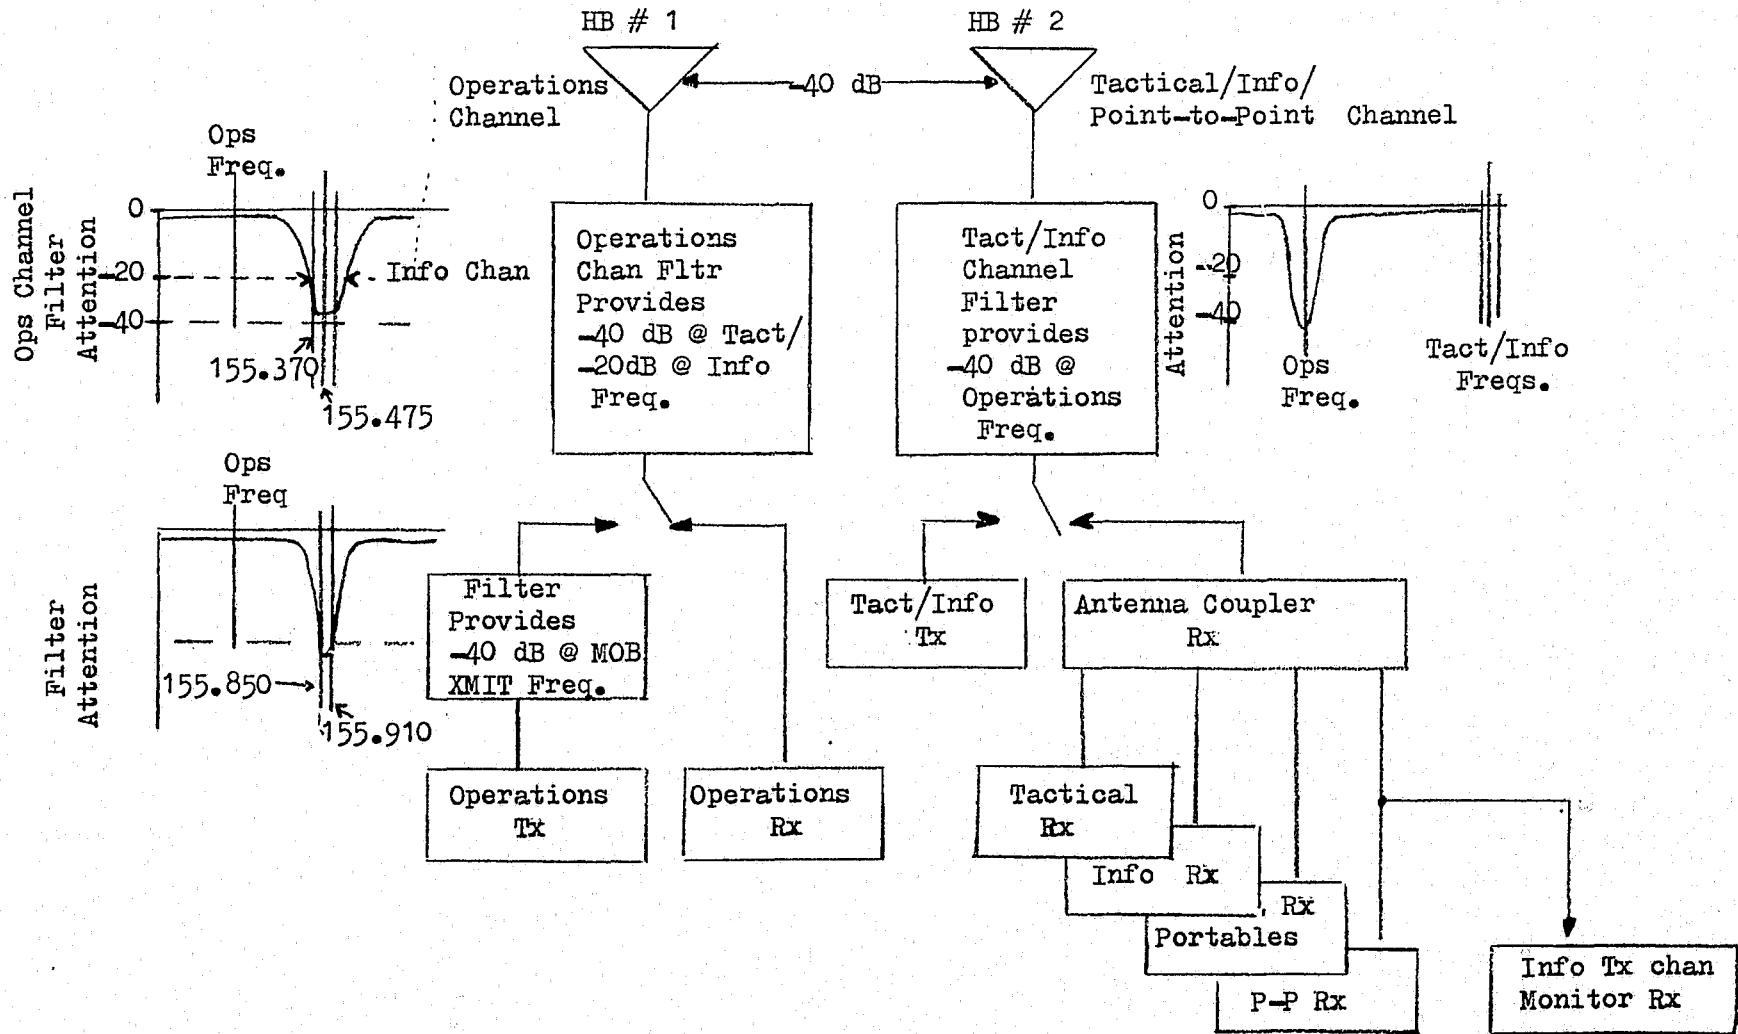 HB # 1
HB # 2
Operations
Channel
-40 dB
Tactical/Info/
Point-to-Point Channel
Ops
Freq.
Ops Channel
Filter
Attention
0
-20
-40
Info Chan
155.370
155.475
Operations
Chan Fltr
Provides
-40 dB @ Tact/
-20dB @ Info
Freq.
Tact/Info
Channel
Filter
provides
-40 dB @
Operations
Freq.
Attention
0
-20
-40
Ops
Freq.
Tact/Info
Freqs.
Ops
Freq
Filter
Attention
155.850
155.910
Filter
Provides
-40 dB @ MOB
XMIT Freq.
Tact/Info
Tx
Antenna Coupler
Rx
Operations
Tx
Operations
Rx
Tactical
Rx
Info Rx
Rx
Portables
P-P Rx
Info Tx chan
Monitor Rx